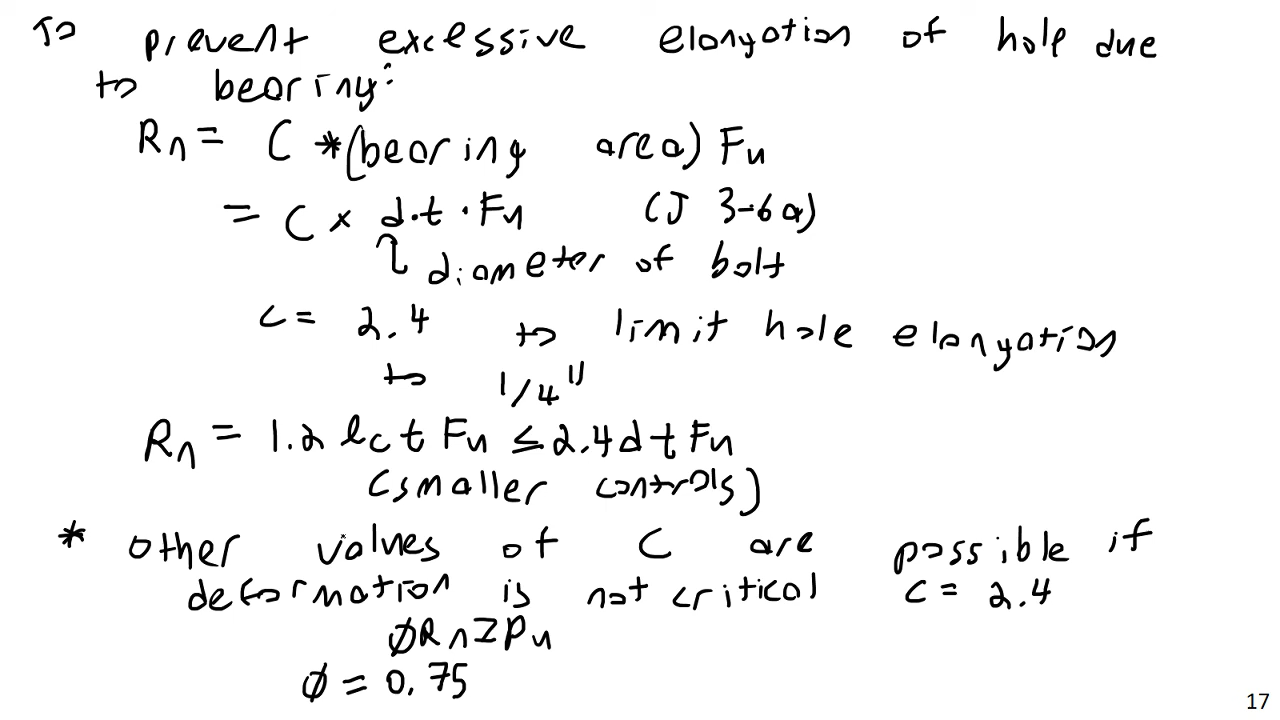 To prevent excessive elongation of hole due
to bearing:
Rn = C *(bearing area) Fu
= C × d·t·Fu (J 3-6a)
diameter of bolt
C = 2.4 to limit hole elongation
to 1/4"
Rn = 1.2 lc t Fu ≤ 2.4 d t Fu
(smaller controls)
* other values of C are possible if
deformation is not critical C = 2.4
ØRn ≥ Pu
Ø = 0.75
17